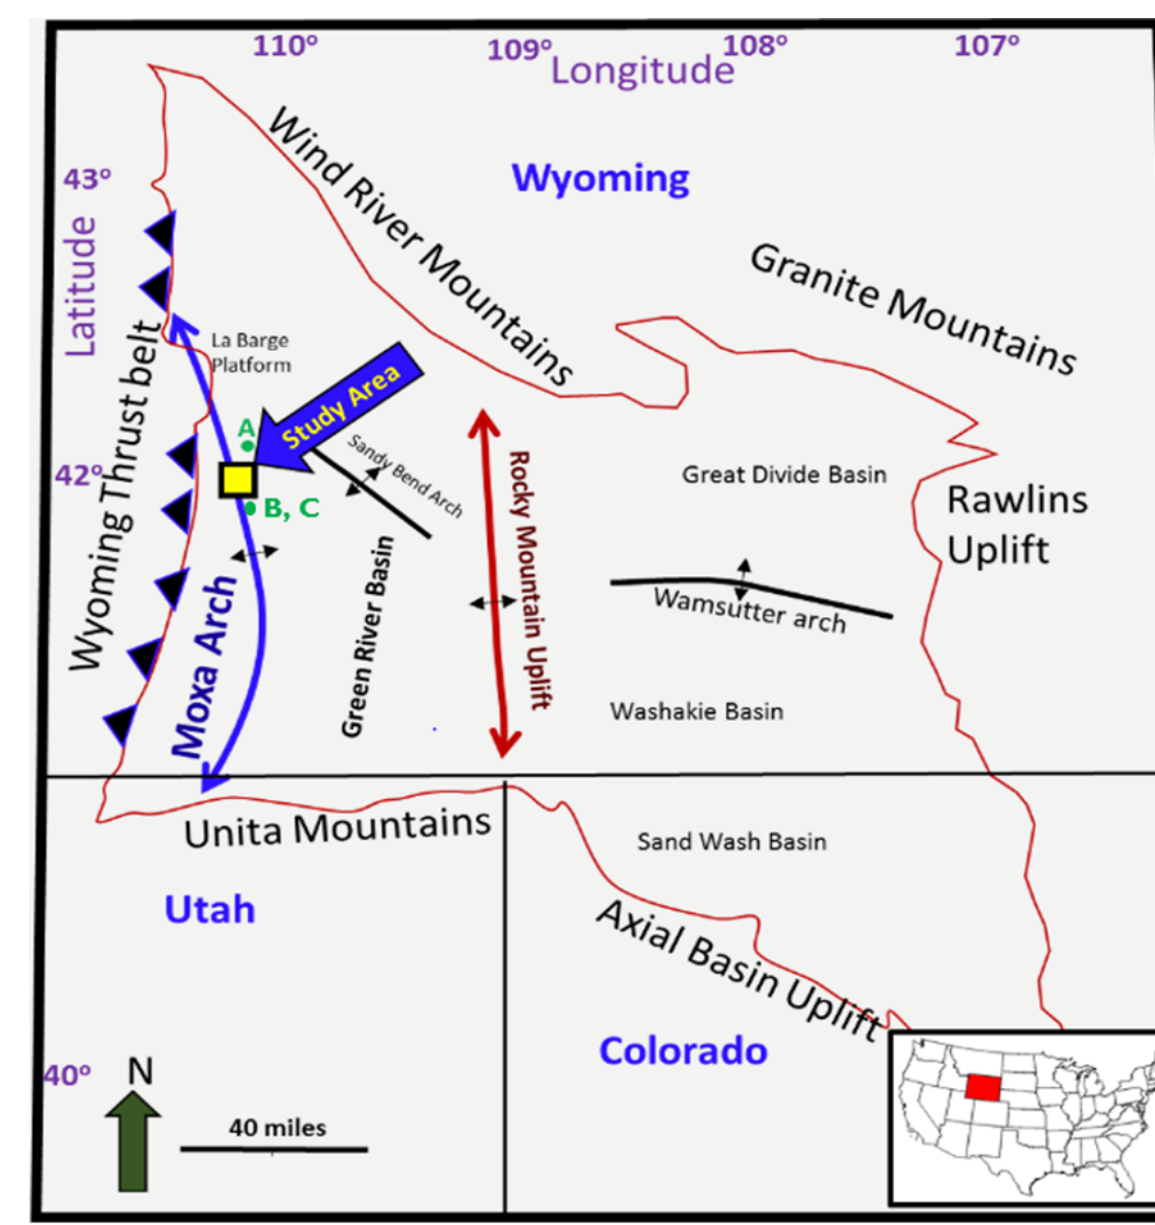 110°
109°
108°
107°
Longitude
Wind River Mountains
Wyoming
43°
Latitude
Granite Mountains
La Barge
Platform
Wyoming Thrust belt
Study Area
A
Sandy Bend Arch
42°
B, C
Rocky Mountain Uplift
Great Divide Basin
Rawlins
Uplift
Moxa Arch
Green River Basin
Wamsutter arch
Washakie Basin
Unita Mountains
Sand Wash Basin
Utah
Axial Basin Uplift
Colorado
40°
N
40 miles